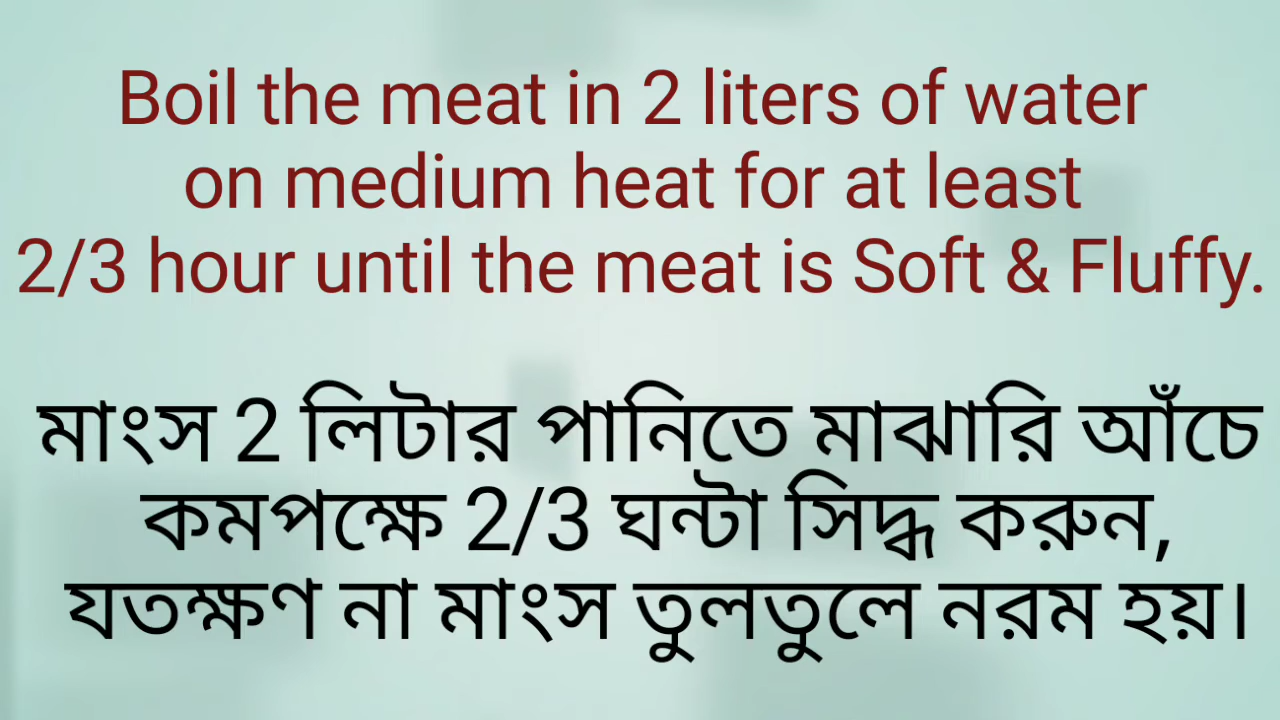 Boil the meat in 2 liters of water
on medium heat for at least
2/3 hour until the meat is Soft & Fluffy.
মাংস 2 লিটার পানিতে মাঝারি আঁচে
কমপক্ষে 2/3 ঘন্টা সিদ্ধ করুন,
যতক্ষণ না মাংস তুলতুলে নরম হয়।